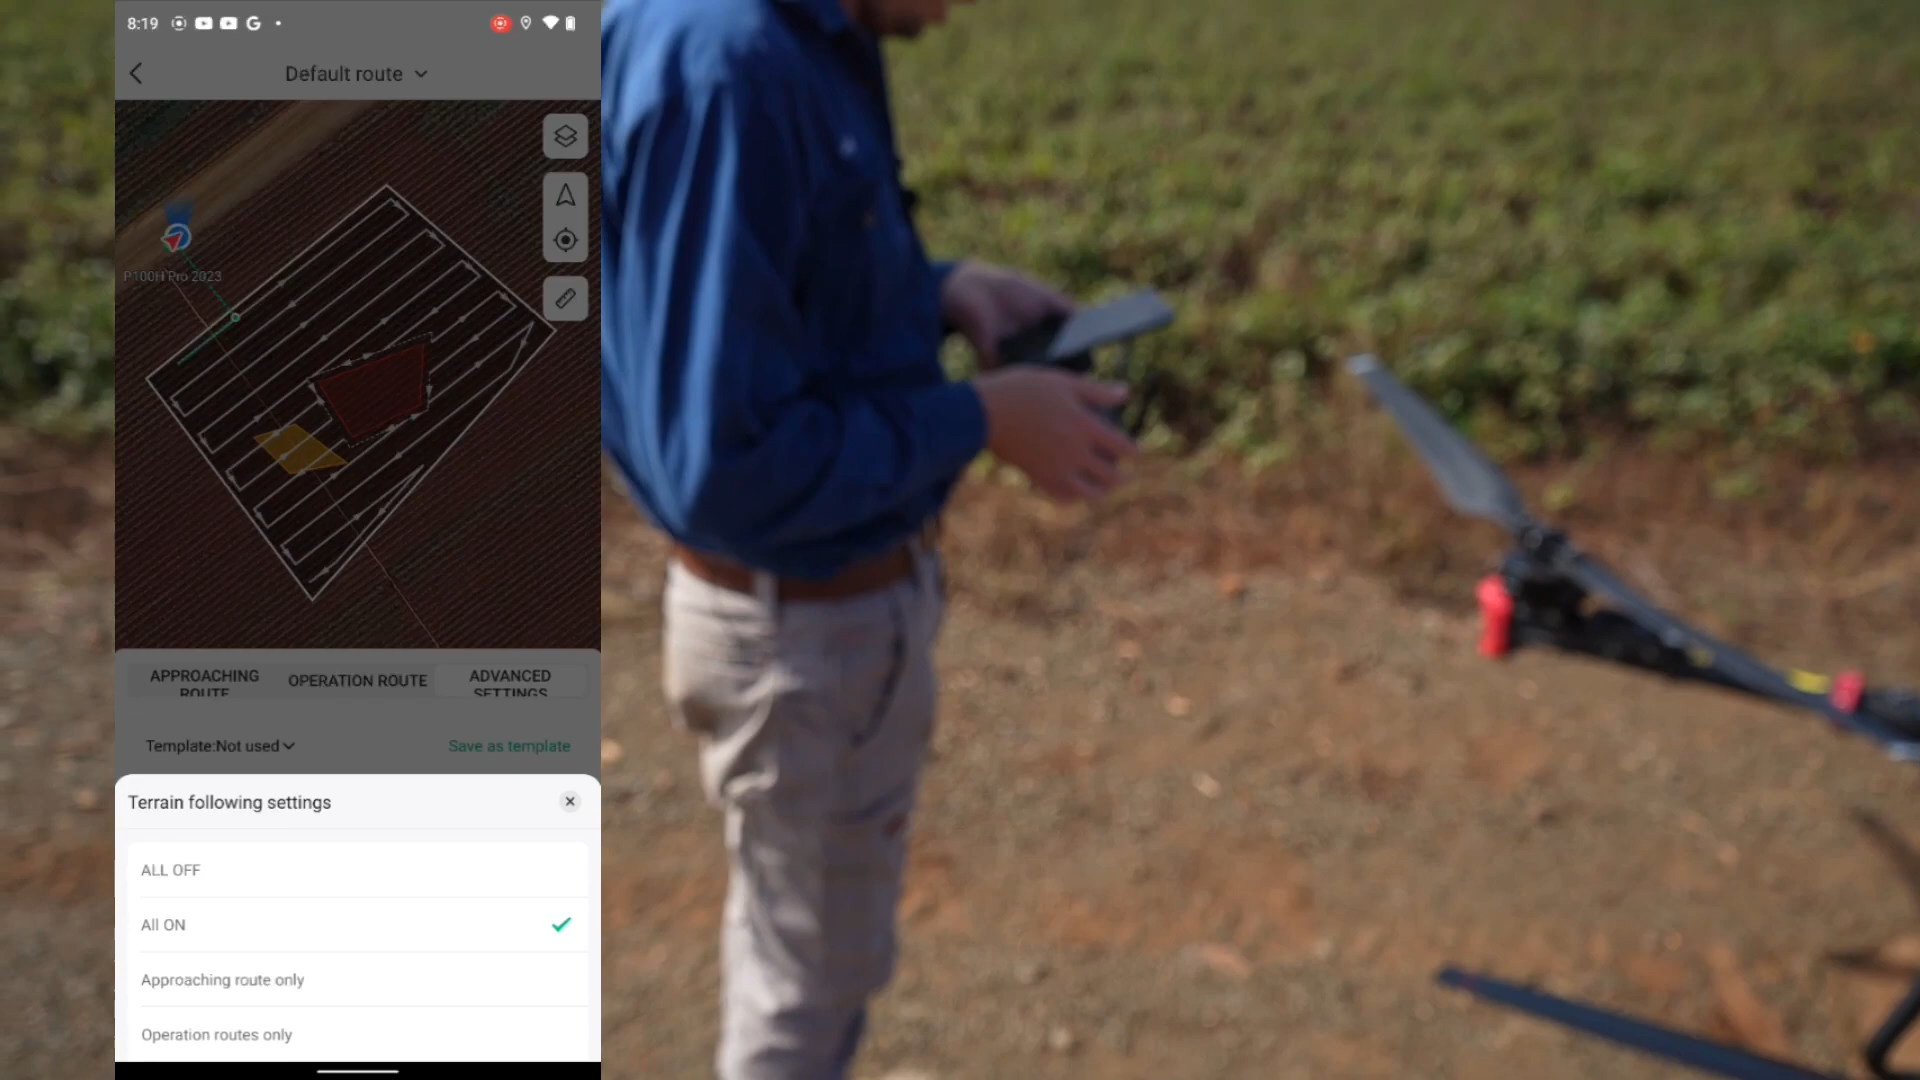 8:19
Default route
P100H Pro 2023
APPROACHING
ROUTE
OPERATION ROUTE
ADVANCED
SETTINGS
Template:Not used
Save as template
Terrain following settings
ALL OFF
All ON
Approaching route only
Operation routes only